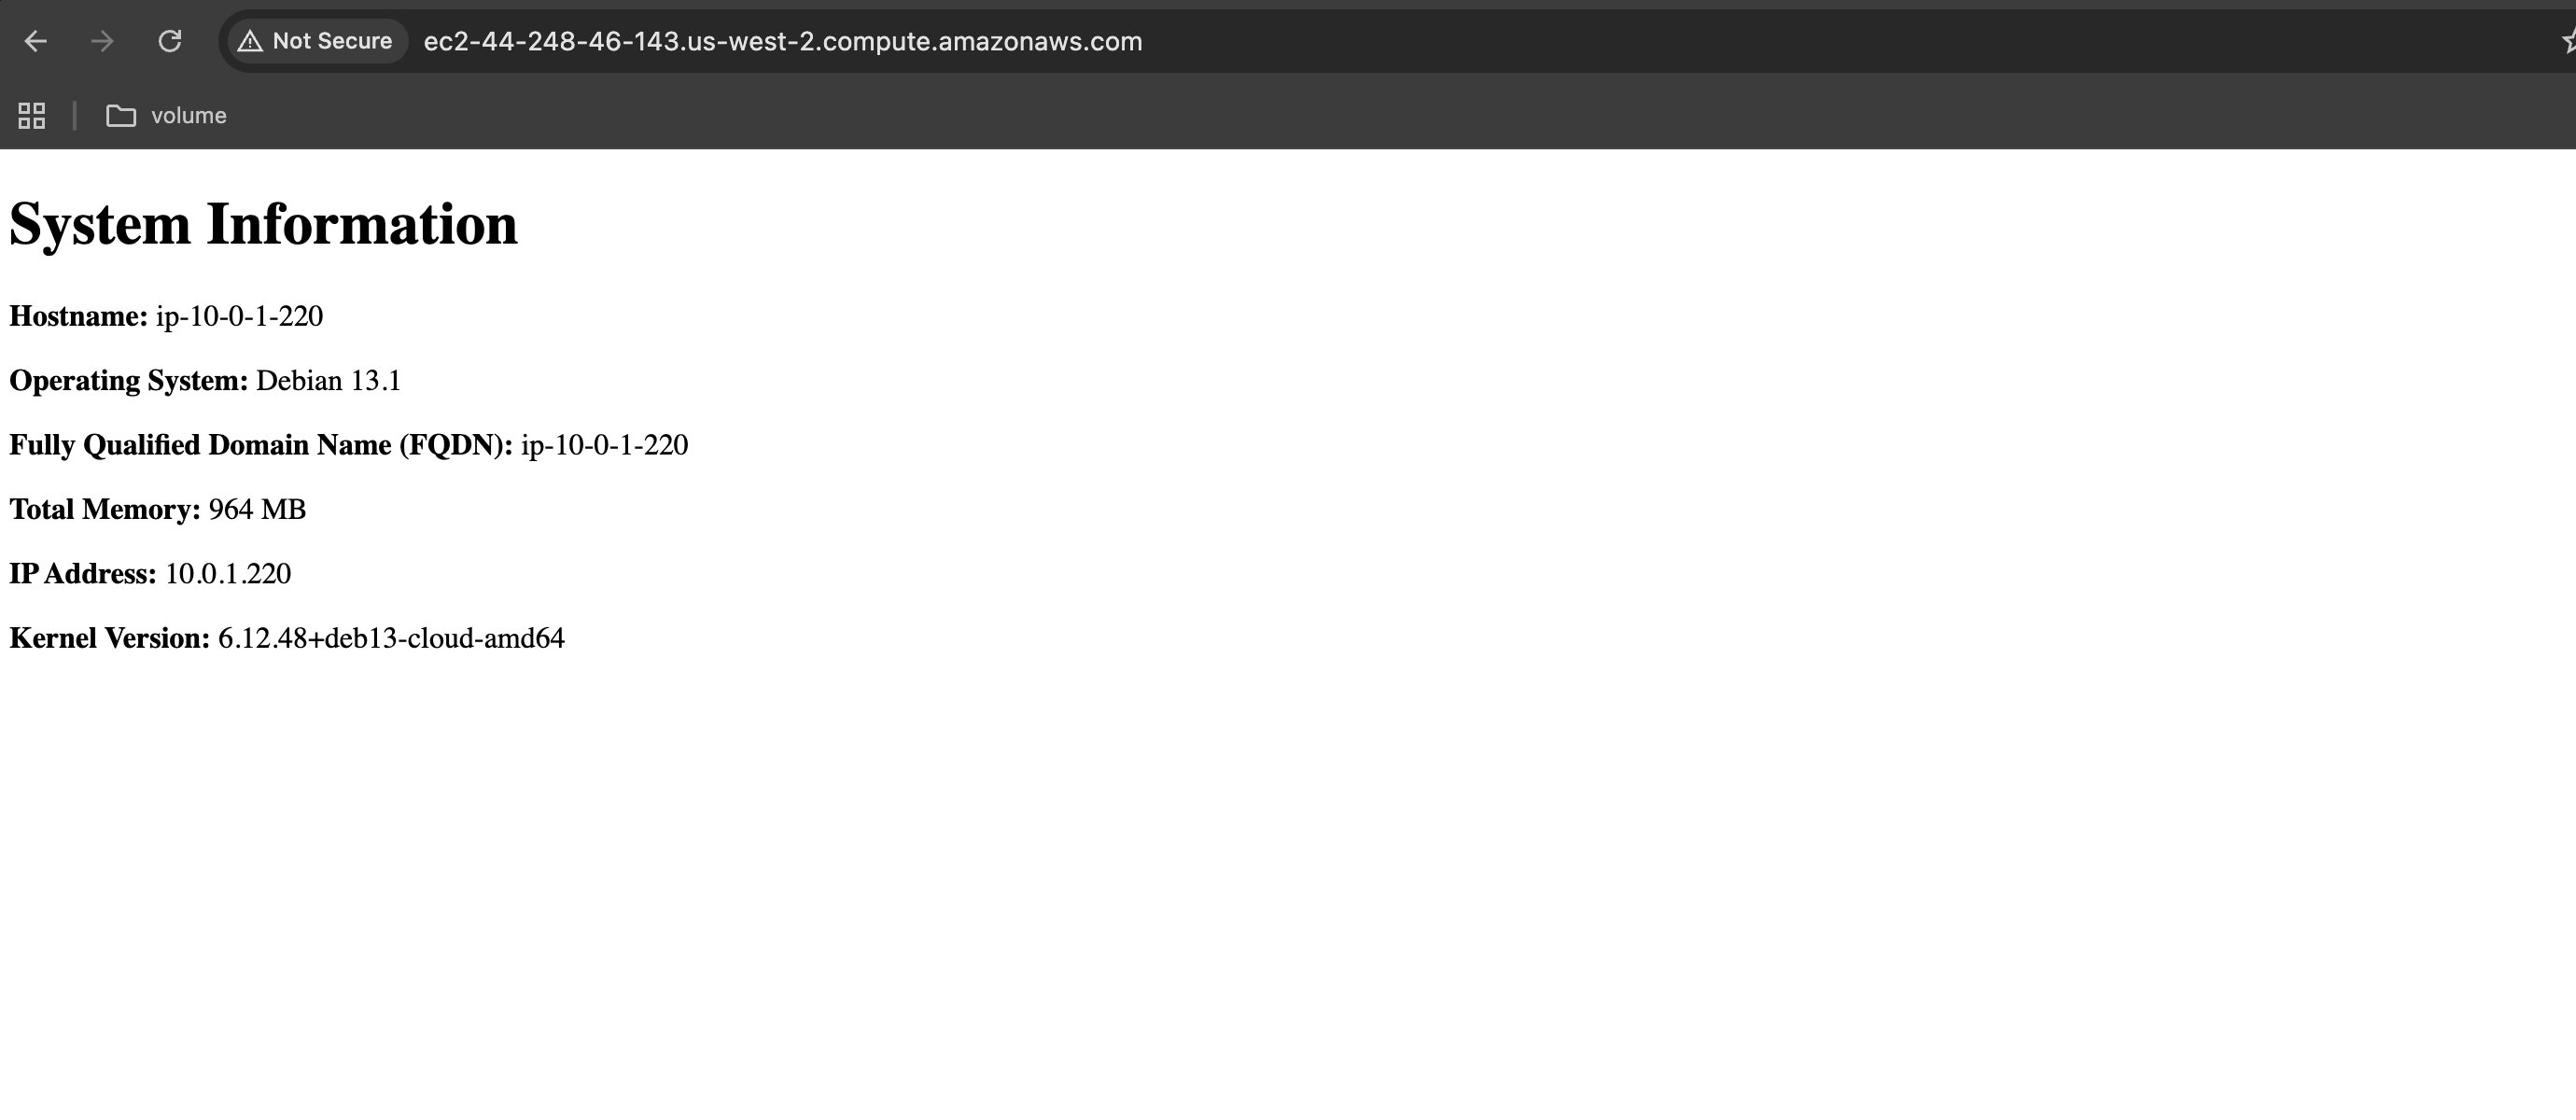 Not Secure ec2-44-248-46-143.us-west-2.compute.amazonaws.com
volume
System Information
Hostname: ip-10-0-1-220
Operating System: Debian 13.1
Fully Qualified Domain Name (FQDN): ip-10-0-1-220
Total Memory: 964 MB
IP Address: 10.0.1.220
Kernel Version: 6.12.48+deb13-cloud-amd64